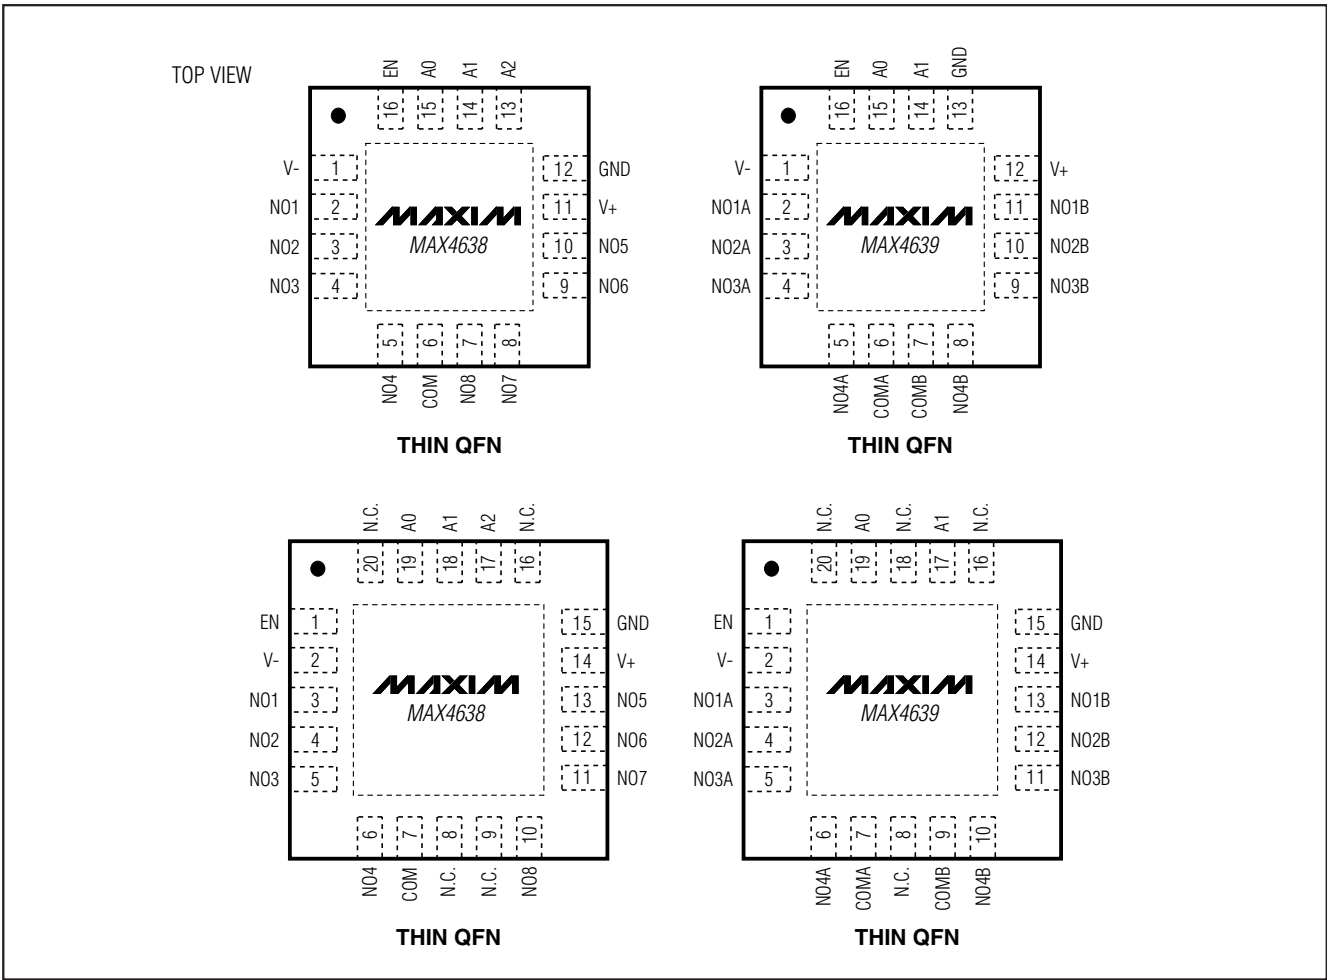 TOP VIEW
EN A0 A1 A2
16 15 14 13
V- 1 12 GND
NO1 2 11 V+
NO2 3 10 NO5
NO3 4 9 NO6
MAXIM
MAX4638
5 6 7 8
NO4 COM NO8 NO7
THIN QFN
EN A0 A1 GND
16 15 14 13
V- 1 12 V+
NO1A 2 11 NO1B
NO2A 3 10 NO2B
NO3A 4 9 NO3B
MAXIM
MAX4639
5 6 7 8
NO4A COMA COMB NO4B
THIN QFN
N.C. A0 A1 A2 N.C.
20 19 18 17 16
EN 1 15 GND
V- 2 14 V+
NO1 3 13 NO5
NO2 4 12 NO6
NO3 5 11 NO7
MAXIM
MAX4638
6 7 8 9 10
NO4 COM N.C. N.C. NO8
THIN QFN
N.C. A0 N.C. A1 N.C.
20 19 18 17 16
EN 1 15 GND
V- 2 14 V+
NO1A 3 13 NO1B
NO2A 4 12 NO2B
NO3A 5 11 NO3B
MAXIM
MAX4639
6 7 8 9 10
NO4A COMA N.C. COMB NO4B
THIN QFN